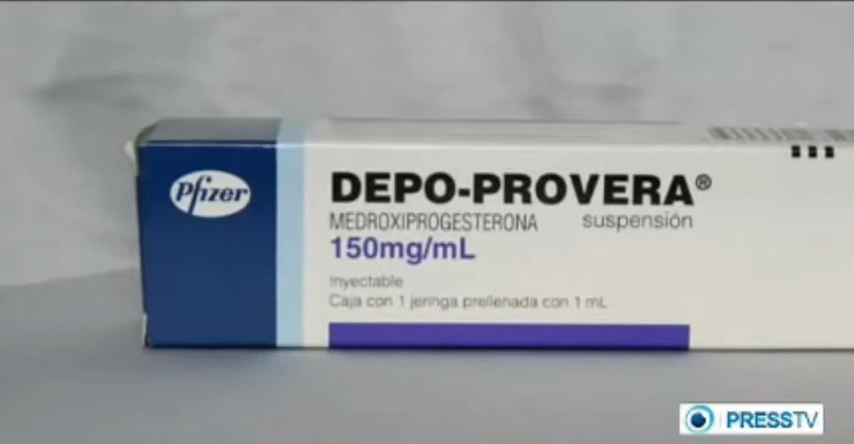 Pfizer
DEPO-PROVERA®
MEDROXIPROGESTERONA suspensión
150mg/mL
Inyectable
Caja con 1 jeringa prellenada con 1 mL
PRESSTV